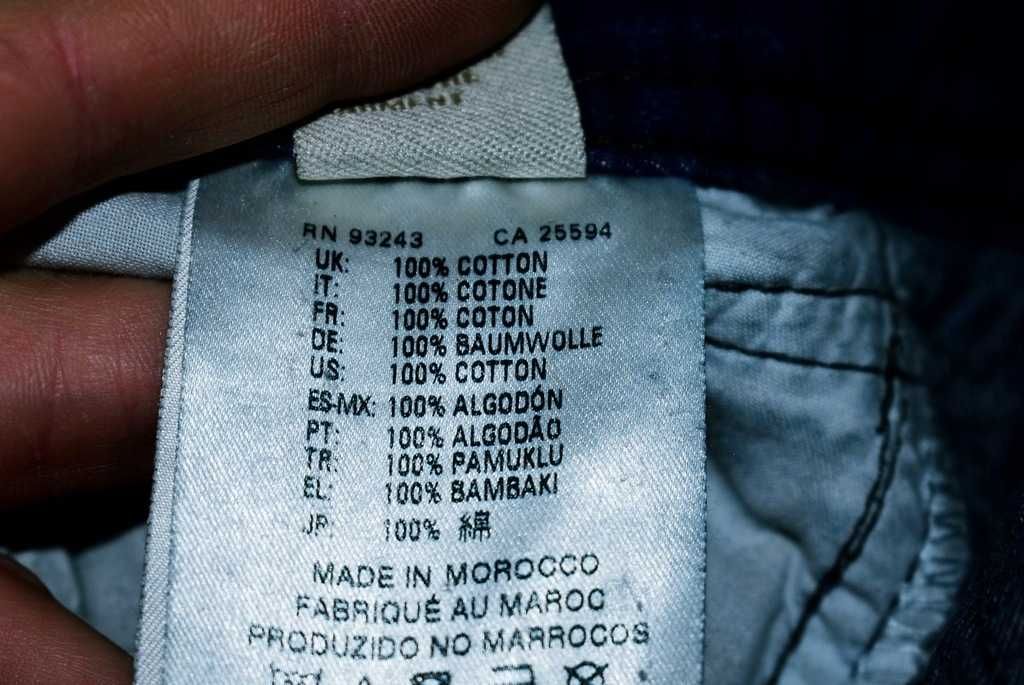 RN 93243 CA 25594
UK: 100% COTTON
IT: 100% COTONE
FR: 100% COTON
DE: 100% BAUMWOLLE
US: 100% COTTON
ES-MX: 100% ALGODÓN
PT: 100% ALGODÃO
TR: 100% PAMUKLU
EL: 100% BAMBAKI
JP: 100% 綿
MADE IN MOROCCO
FABRIQUÉ AU MAROC
PRODUZIDO NO MARROCOS